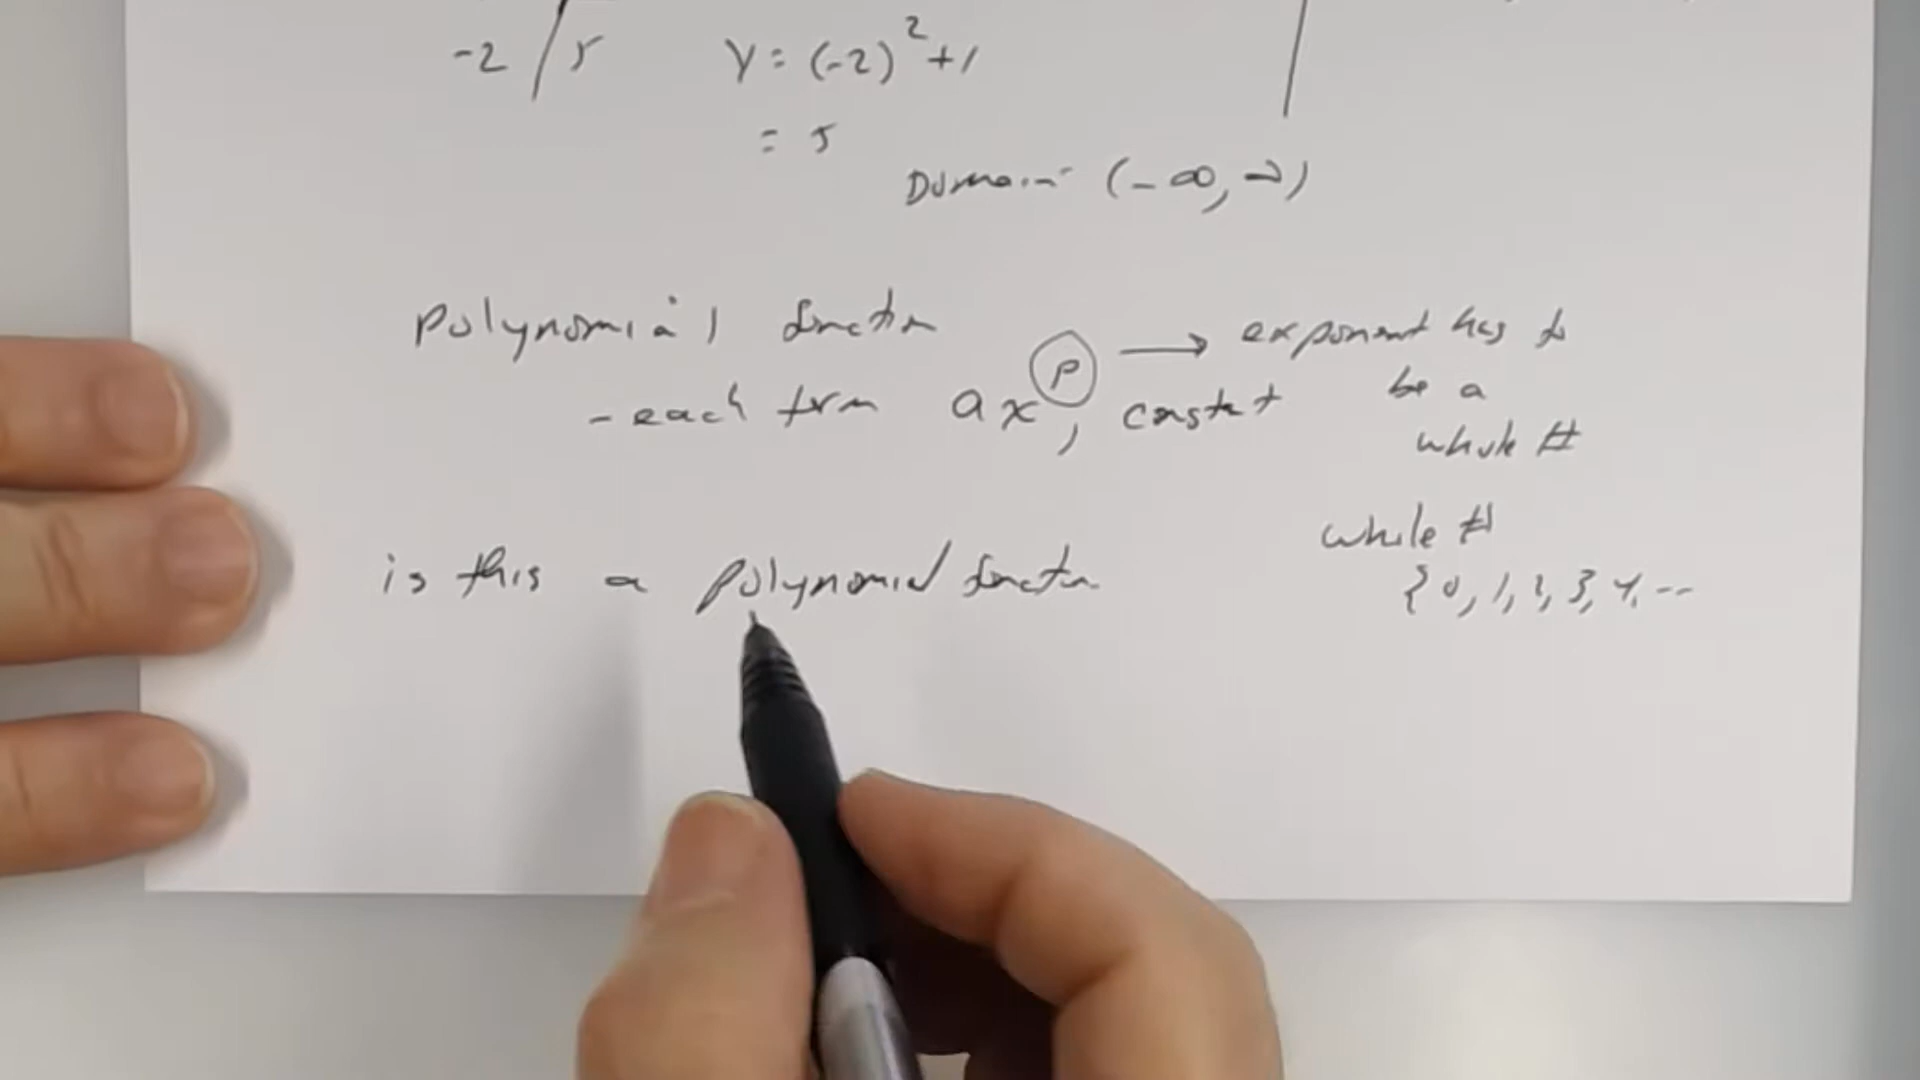 -2 / 5 y = (-2)² + 1
= 5
Domain (-∞, ∞)
polynomial function
- each term ax^p, constant → exponent has to
be a
whole #
whole #
{0, 1, 2, 3, 4, --
is this a polynomial function